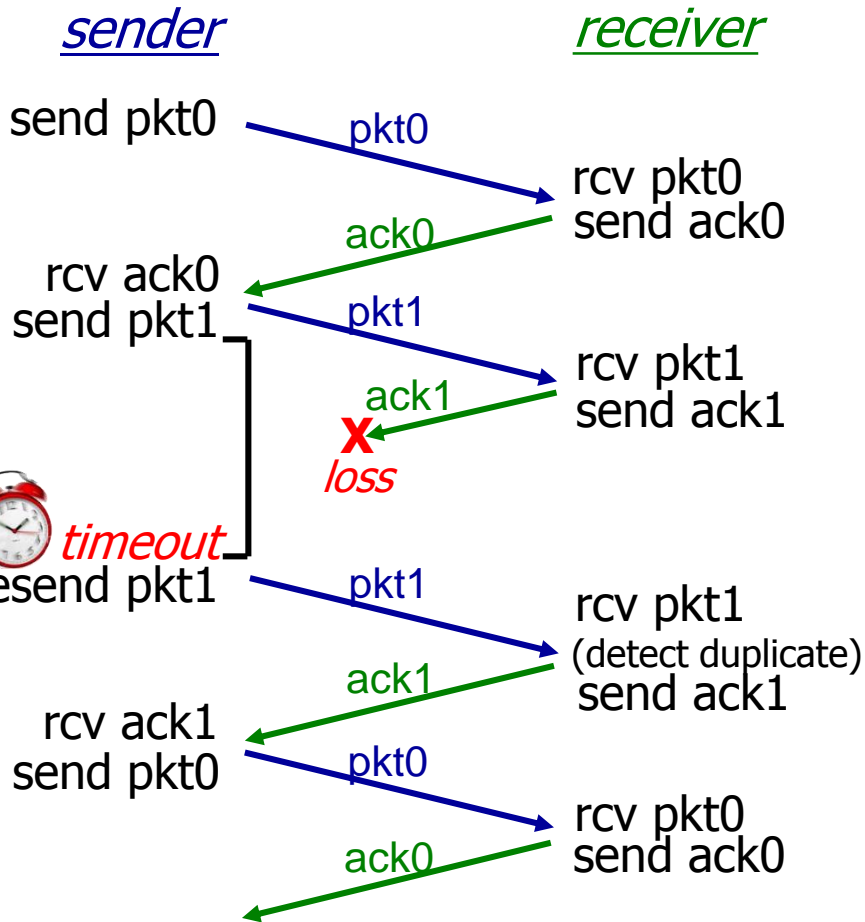 sender
receiver
send pkt0
pkt0
rcv pkt0
send ack0
ack0
rcv ack0
send pkt1
pkt1
rcv pkt1
send ack1
ack1
X
loss
timeout
esend pkt1
pkt1
rcv pkt1
(detect duplicate)
send ack1
ack1
rcv ack1
send pkt0
pkt0
rcv pkt0
send ack0
ack0